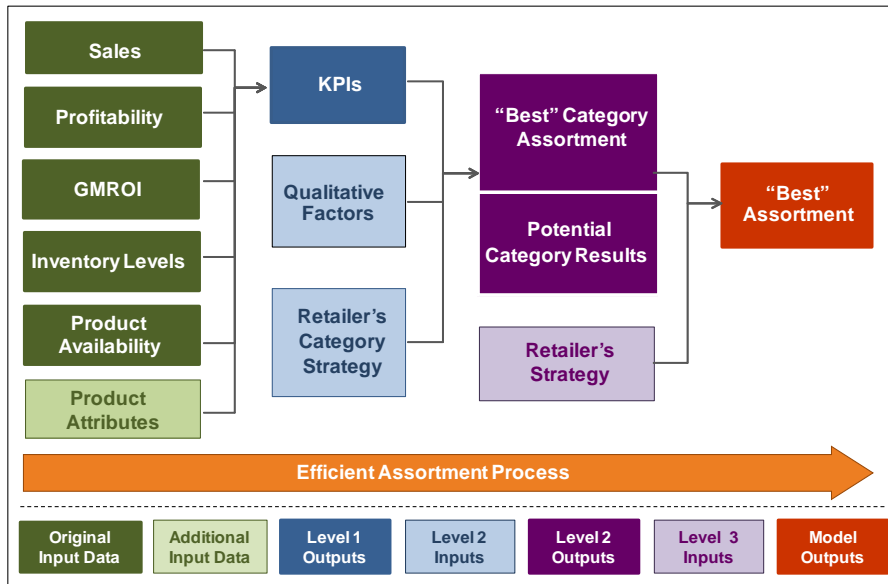 Sales
Profitability
GMROI
Inventory Levels
Product
Availability
Product
Attributes
KPIs
Qualitative
Factors
Retailer's
Category
Strategy
“Best” Category
Assortment
Potential
Category Results
Retailer's
Strategy
“Best”
Assortment
Efficient Assortment Process
Original
Input Data
Additional
Input Data
Level 1
Outputs
Level 2
Inputs
Level 2
Outputs
Level 3
Inputs
Model
Outputs